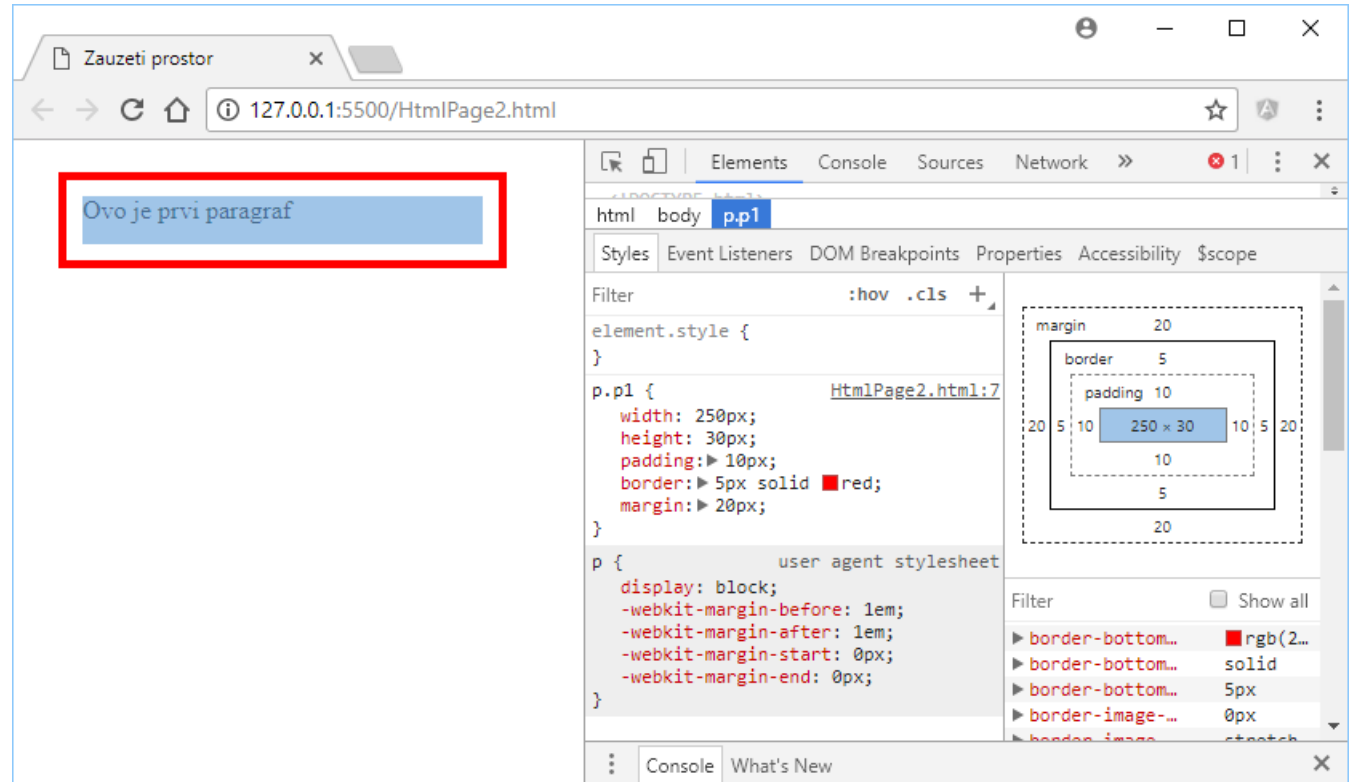 Zauzeti prostor
127.0.0.1:5500/HtmlPage2.html
Ovo je prvi paragraf
Elements Console Sources Network » 1
html body p.p1
Styles Event Listeners DOM Breakpoints Properties Accessibility $scope
Filter :hov .cls +
element.style {
}
p.p1 { HtmlPage2.html:7
width: 250px;
height: 30px;
padding: 10px;
border: 5px solid red;
margin: 20px;
}
p { user agent stylesheet
display: block;
-webkit-margin-before: 1em;
-webkit-margin-after: 1em;
-webkit-margin-start: 0px;
-webkit-margin-end: 0px;
}
margin 20
border 5
padding 10
20 5 10 250 × 30 10 5 20
10
5
20
Filter Show all
border-bottom… rgb(2…
border-bottom… solid
border-bottom… 5px
border-image-… 0px
Console What's New